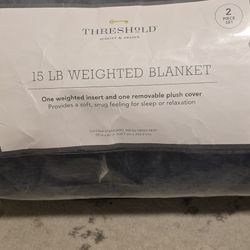 THRESHOLD
2
PIECE
SET
15 LB WEIGHTED BLANKET
One weighted insert and one removable plush cover
Provides a soft, snug feeling for sleep or relaxation